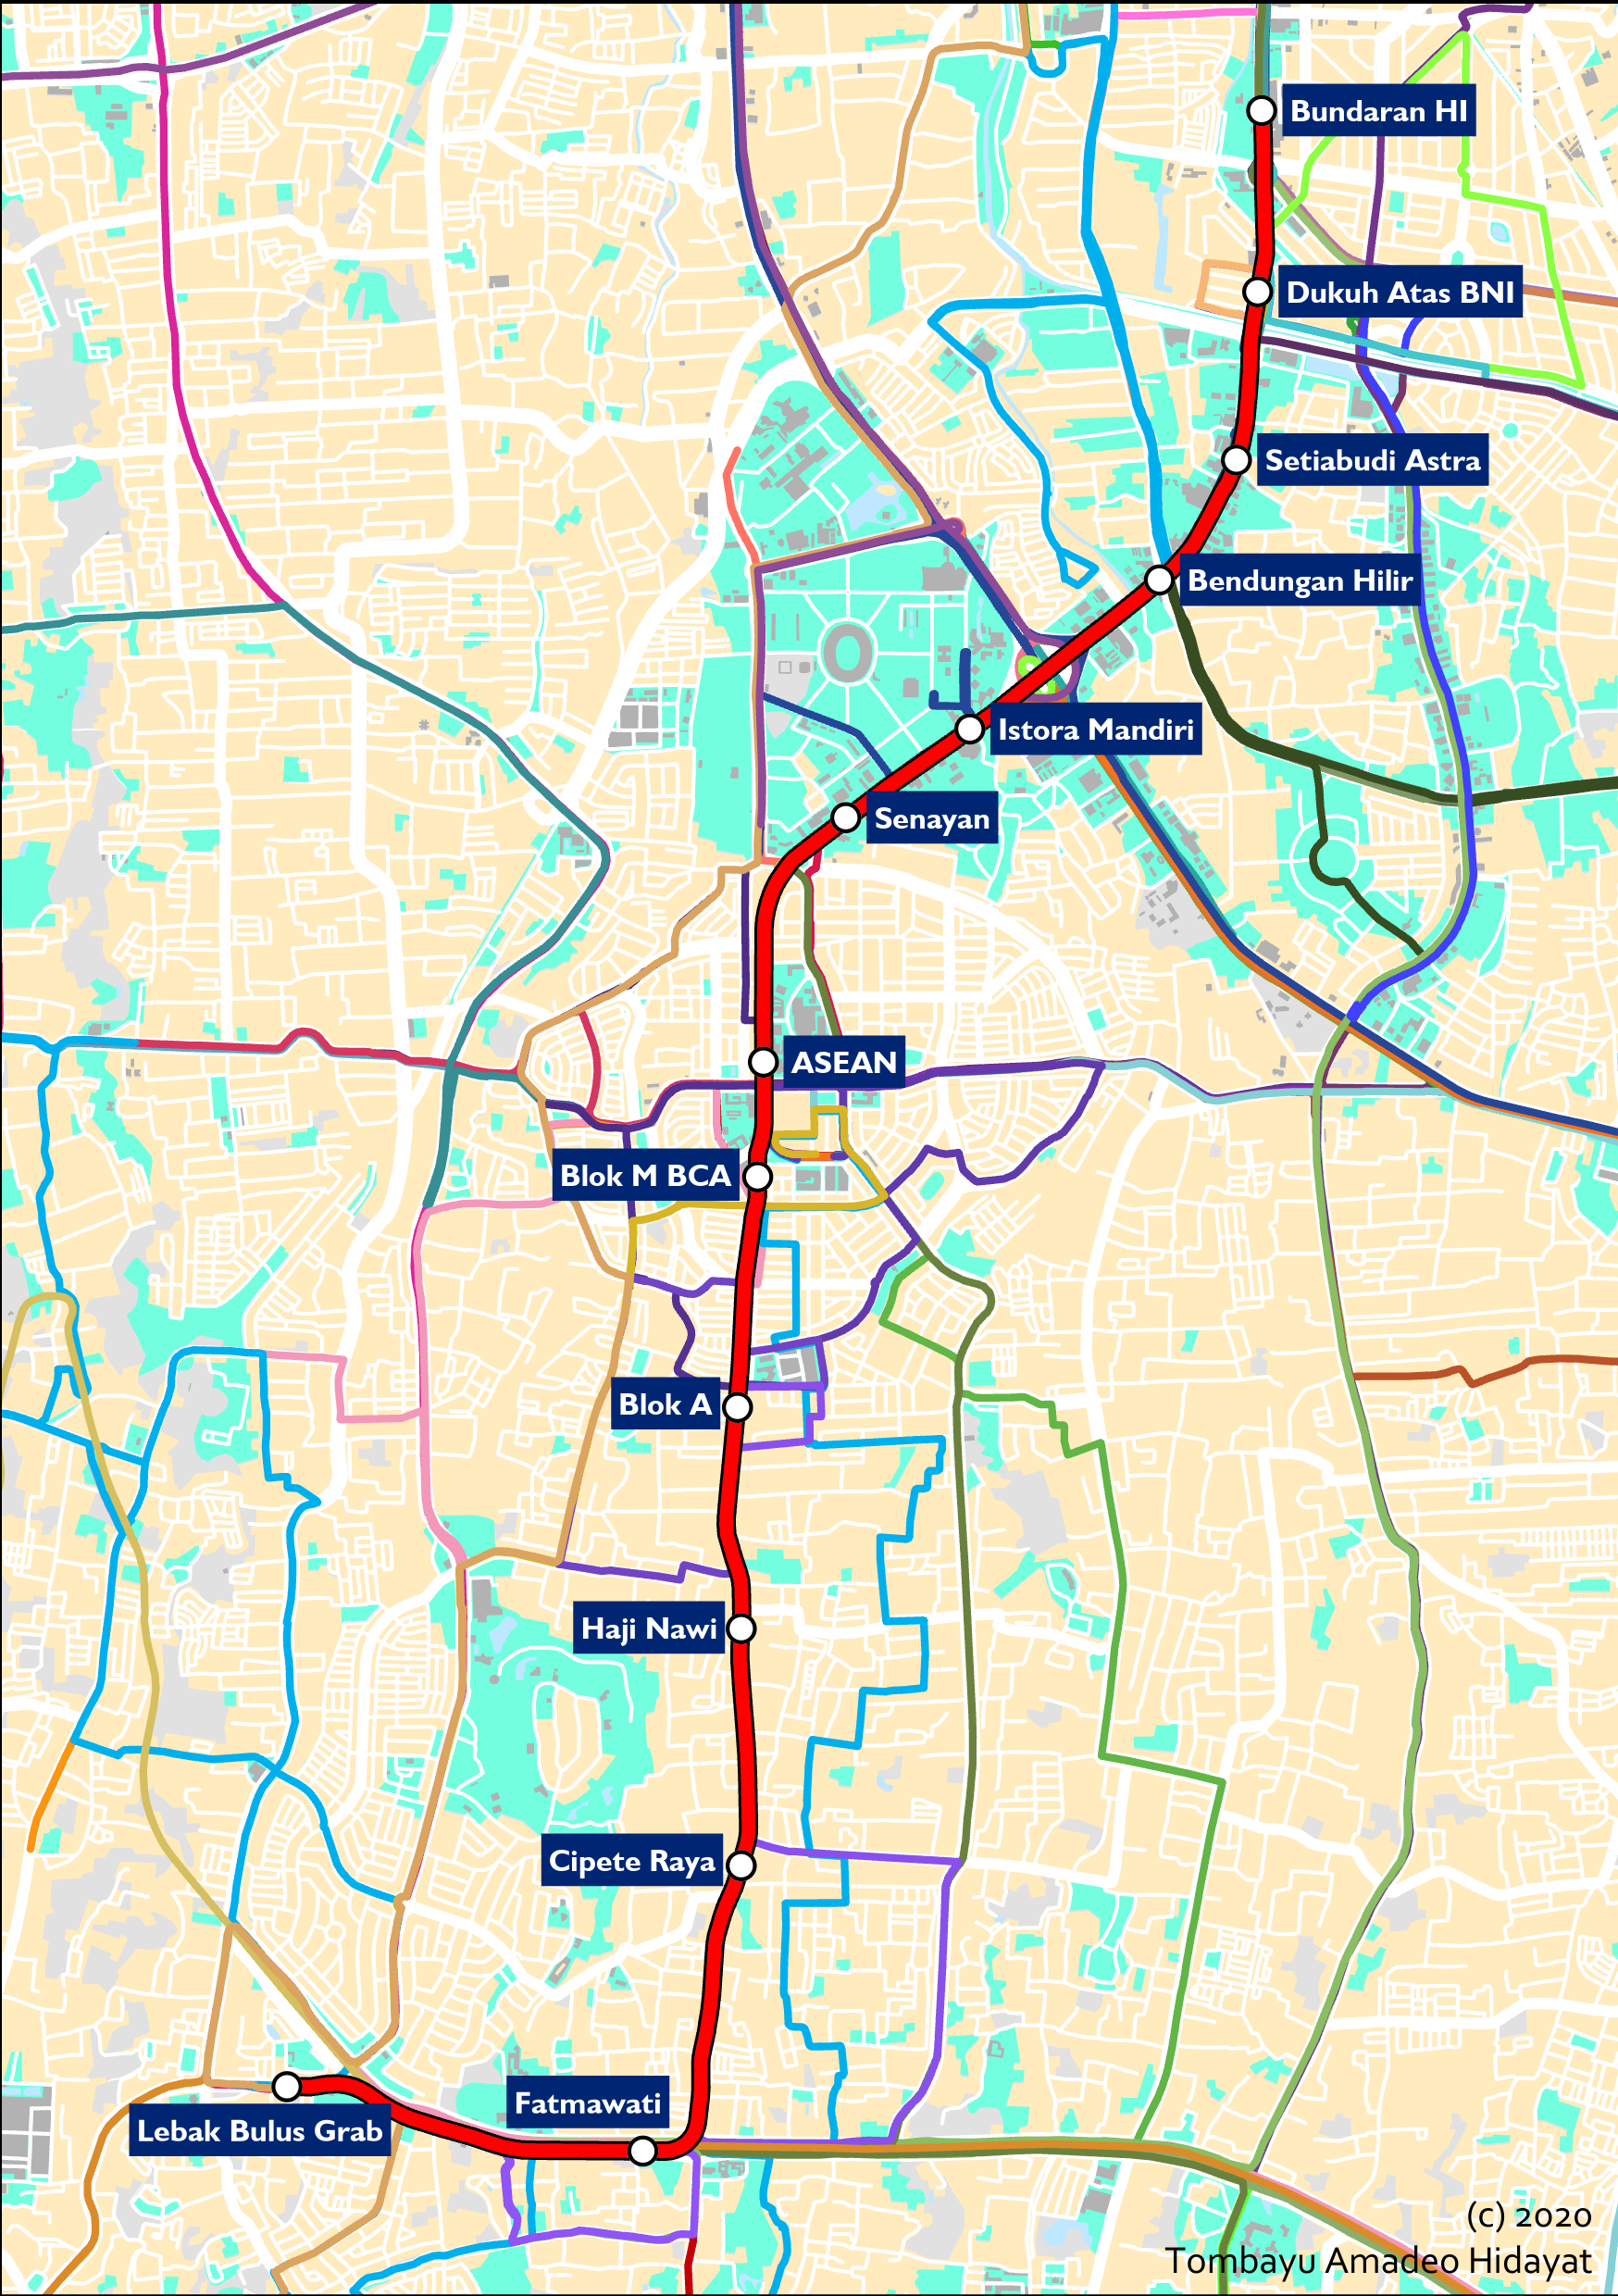 Bundaran HI
Dukuh Atas BNI
Setiabudi Astra
Bendungan Hilir
Istora Mandiri
Senayan
ASEAN
Blok M BCA
Blok A
Haji Nawi
Cipete Raya
Fatmawati
Lebak Bulus Grab
(c) 2020
Tombayu Amadeo Hidayat